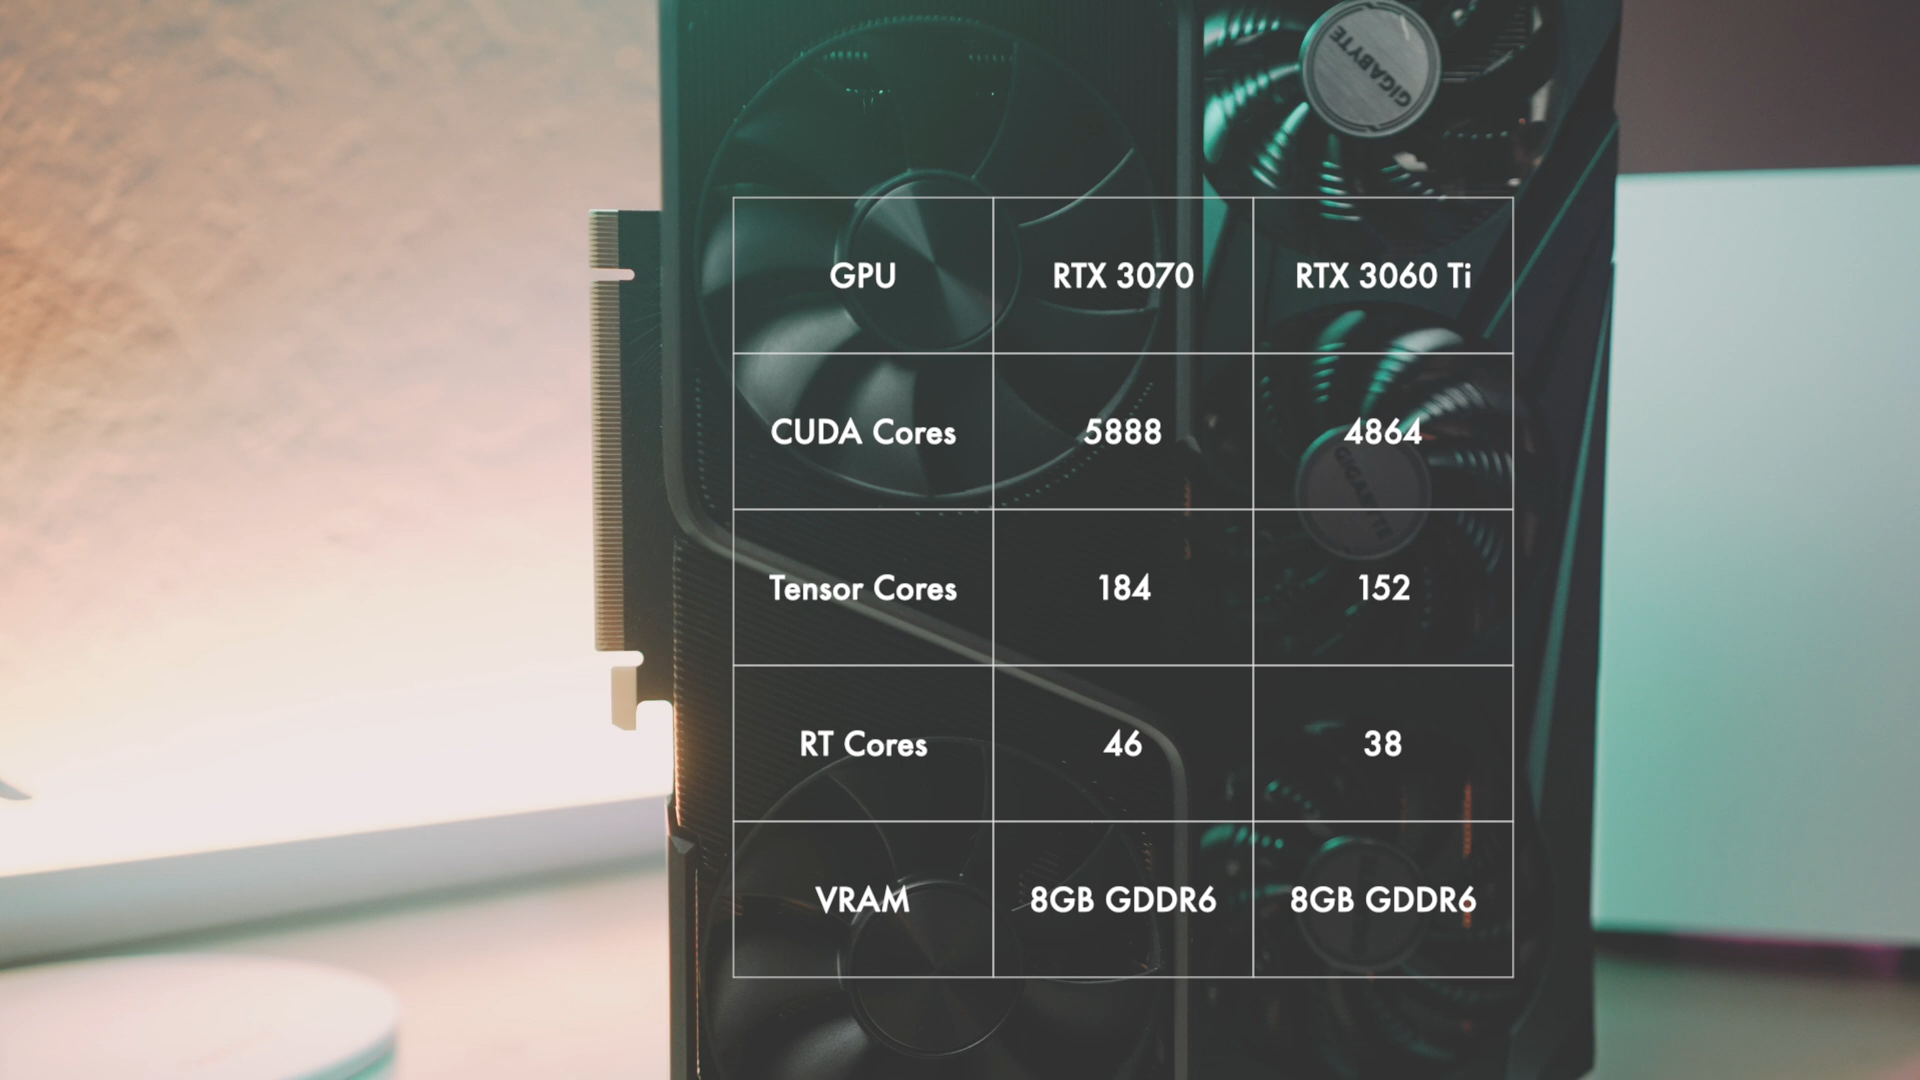 GIGABYTE
GPU RTX 3070 RTX 3060 Ti
CUDA Cores 5888 4864
GIGABYTE
Tensor Cores 184 152
RT Cores 46 38
VRAM 8GB GDDR6 8GB GDDR6